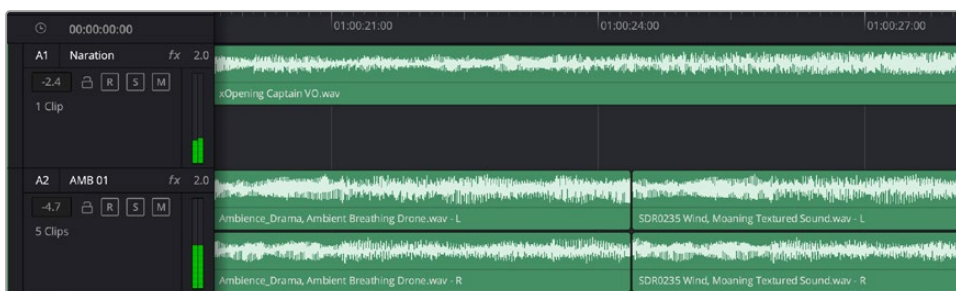 00:00:00:00 01:00:21:00 01:00:24:00 01:00:27:00
A1 Naration fx 2.0
-2.4 R S M
xOpening Captain VO.wav
1 Clip
A2 AMB 01 fx 2.0
-4.7 R S M
Ambience_Drama, Ambient Breathing Drone.wav - L SDR0235 Wind, Moaning Textured Sound.wav - L
5 Clips
Ambience_Drama, Ambient Breathing Drone.wav - R SDR0235 Wind, Moaning Textured Sound.wav - R